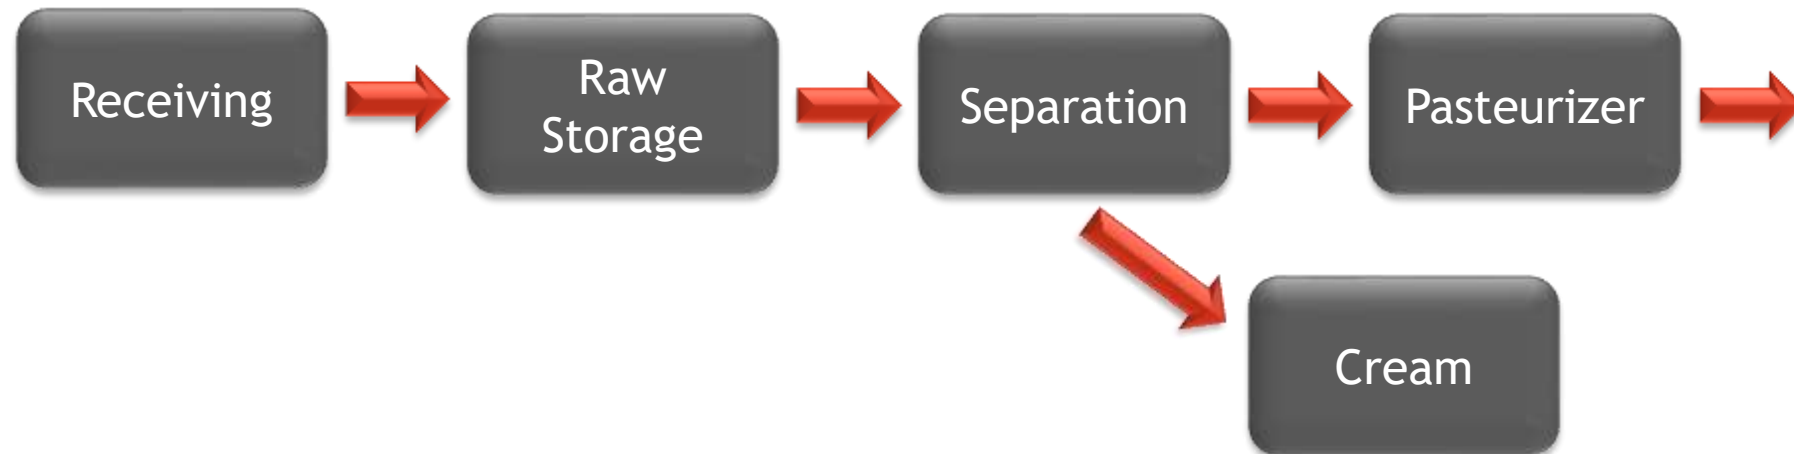 Receiving
Raw
Storage
Separation
Pasteurizer
Cream